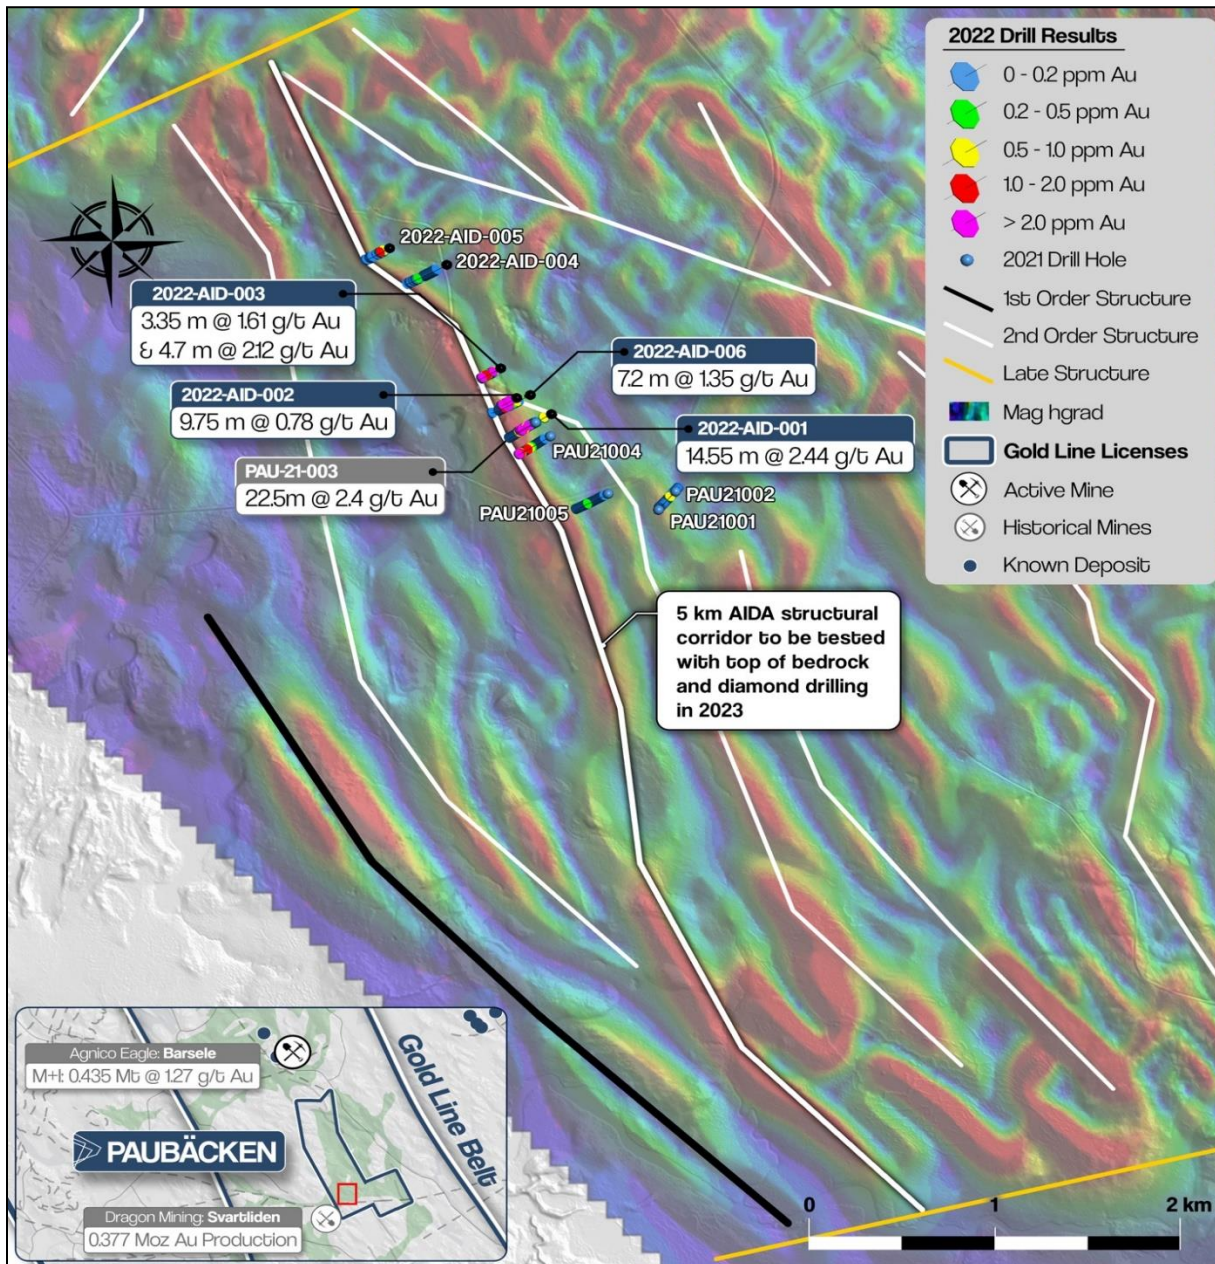 2022 Drill Results
0 - 0.2 ppm Au
0.2 - 0.5 ppm Au
0.5 - 1.0 ppm Au
1.0 - 2.0 ppm Au
> 2.0 ppm Au
2021 Drill Hole
1st Order Structure
2nd Order Structure
Late Structure
Mag hgrad
Gold Line Licenses
Active Mine
Historical Mines
Known Deposit
2022-AID-005
2022-AID-004
2022-AID-003
3.35 m @ 1.61 g/t Au
& 4.7 m @ 2.12 g/t Au
2022-AID-006
7.2 m @ 1.35 g/t Au
2022-AID-002
9.75 m @ 0.78 g/t Au
2022-AID-001
14.55 m @ 2.44 g/t Au
PAU21004
PAU-21-003
22.5m @ 2.4 g/t Au
PAU21002
PAU21005
PAU21001
5 km AIDA structural
corridor to be tested
with top of bedrock
and diamond drilling
in 2023
Agnico Eagle: Barsele
M+I: 0.435 Mt @ 1.27 g/t Au
Gold Line Belt
PAUBÄCKEN
Dragon Mining: Svartliden
0.377 Moz Au Production
0 1 2 km